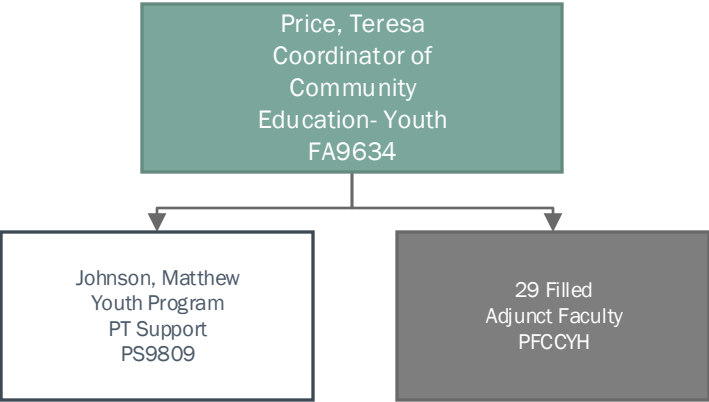 Price, Teresa
Coordinator of
Community
Education- Youth
FA9634
Johnson, Matthew
Youth Program
PT Support
PS9809
29 Filled
Adjunct Faculty
PFCCYH